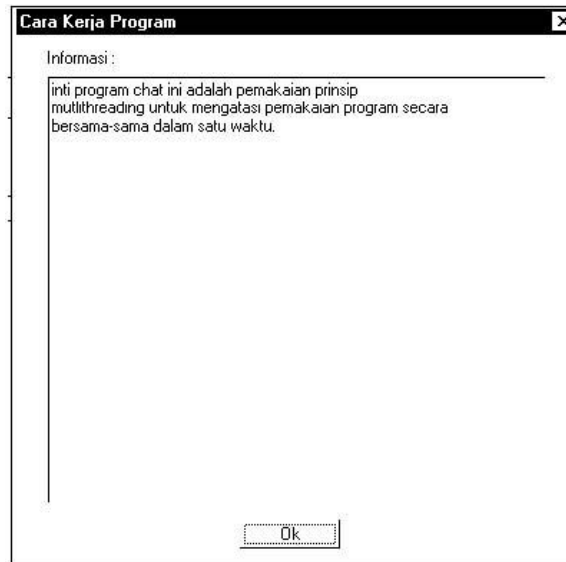 Cara Kerja Program
Informasi :
inti program chat ini adalah pemakaian prinsip
mutlithreading untuk mengatasi pemakaian program secara
bersama-sama dalam satu waktu.
Ok